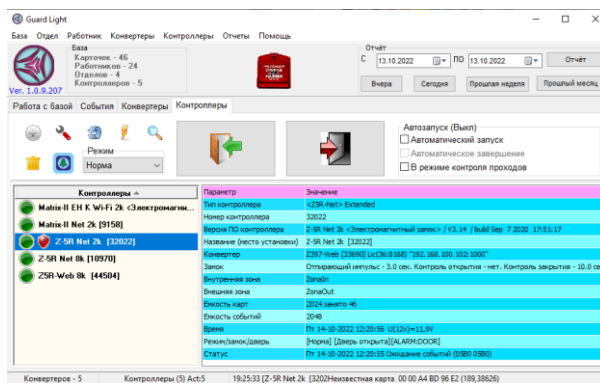 Guard Light
База Отдел Работник Конвертеры Контроллеры Отчеты Помощь
Ver. 1.0.9.207
База
Карточек - 46
Работников - 24
Отделов - 4
Контроллеров - 5
Отчёт
С 13.10.2022 ПО 13.10.2022 Отчёт
Вчера Сегодня Прошлая неделя Прошлый месяц
Работа с базой События Конвертеры Контроллеры
Режим
Норма
Автозапуск (Выкл)
Автоматический запуск
Автоматическое завершение
В режиме контроля проходов
Контроллеры
Matrix-II EH K Wi-Fi 2k <Электромагни...
Matrix-II Net 2k [9158]
Z-5R Net 2k [32022]
Z-5R Net 8k [10970]
Z5R-Web 8k [44504]
Параметр Значение
Тип контроллера <Z5R-Net> Extended
Номер контроллера 32022
Версия ПО контроллера Z-5R Net 2k <Электромагнитный замок> / V3.14 /build Sep 7 2020 17:51:17
Название (место установки) Z-5R Net 2k [32022]
Конвертер Z397-Web [33690] Lic(36:8168) "192.168.100.102:1000"
Замок Отпирающий импульс - 3.0 сек. Контроль открытия - нет. Контроль закрытия - 10.0 се
Внутренняя зона ZonaIn
Внешняя зона ZonaOut
Емкость карт 2024 занято 46
Емкость событий 2048
Время Пт 14-10-2022 12:20:56 U(12v)=11,9V
Режим/замок/дверь [Норма] [Дверь открыта][ALARM:DOOR]
Статус Пт 14-10-2022 12:20:55 Ожидание событий (05B0 05B0)
Конвертеров - 5 Контроллеры (5) Act:5 19:25:33 [Z-5R Net 2k [3202Неизвестная карта 00 00 A4 BD 96 E2 (189,38626)